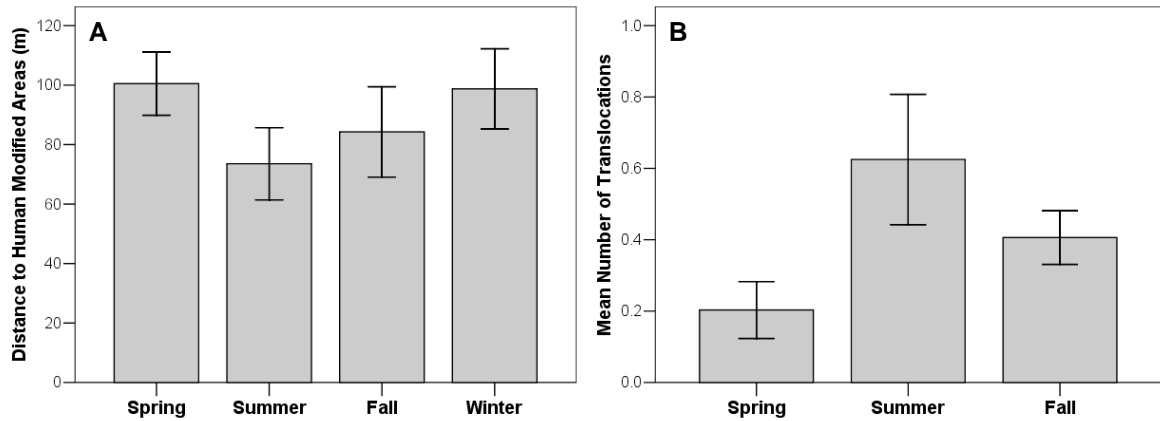 A
Distance to Human Modified Areas (m)
120
100
80
60
40
20
0
Spring Summer Fall Winter
B
Mean Number of Translocations
1.0
0.8
0.6
0.4
0.2
0.0
Spring Summer Fall